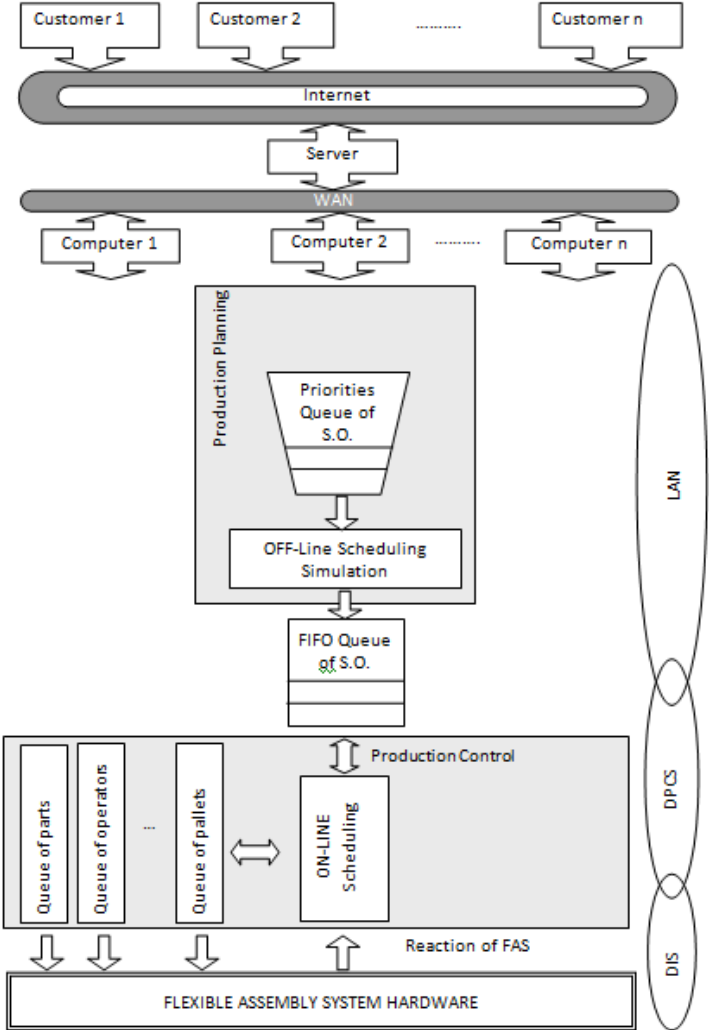 Customer 1
Customer 2
..........
Customer n
Internet
Server
WAN
Computer 1
Computer 2
..........
Computer n
Production Planning
Priorities
Queue of
S.O.
OFF-Line Scheduling
Simulation
FIFO Queue
of S.O.
LAN
Production Control
Queue of parts
Queue of operators
...
Queue of pallets
ON-LINE
Scheduling
DPCS
Reaction of FAS
DIS
FLEXIBLE ASSEMBLY SYSTEM HARDWARE